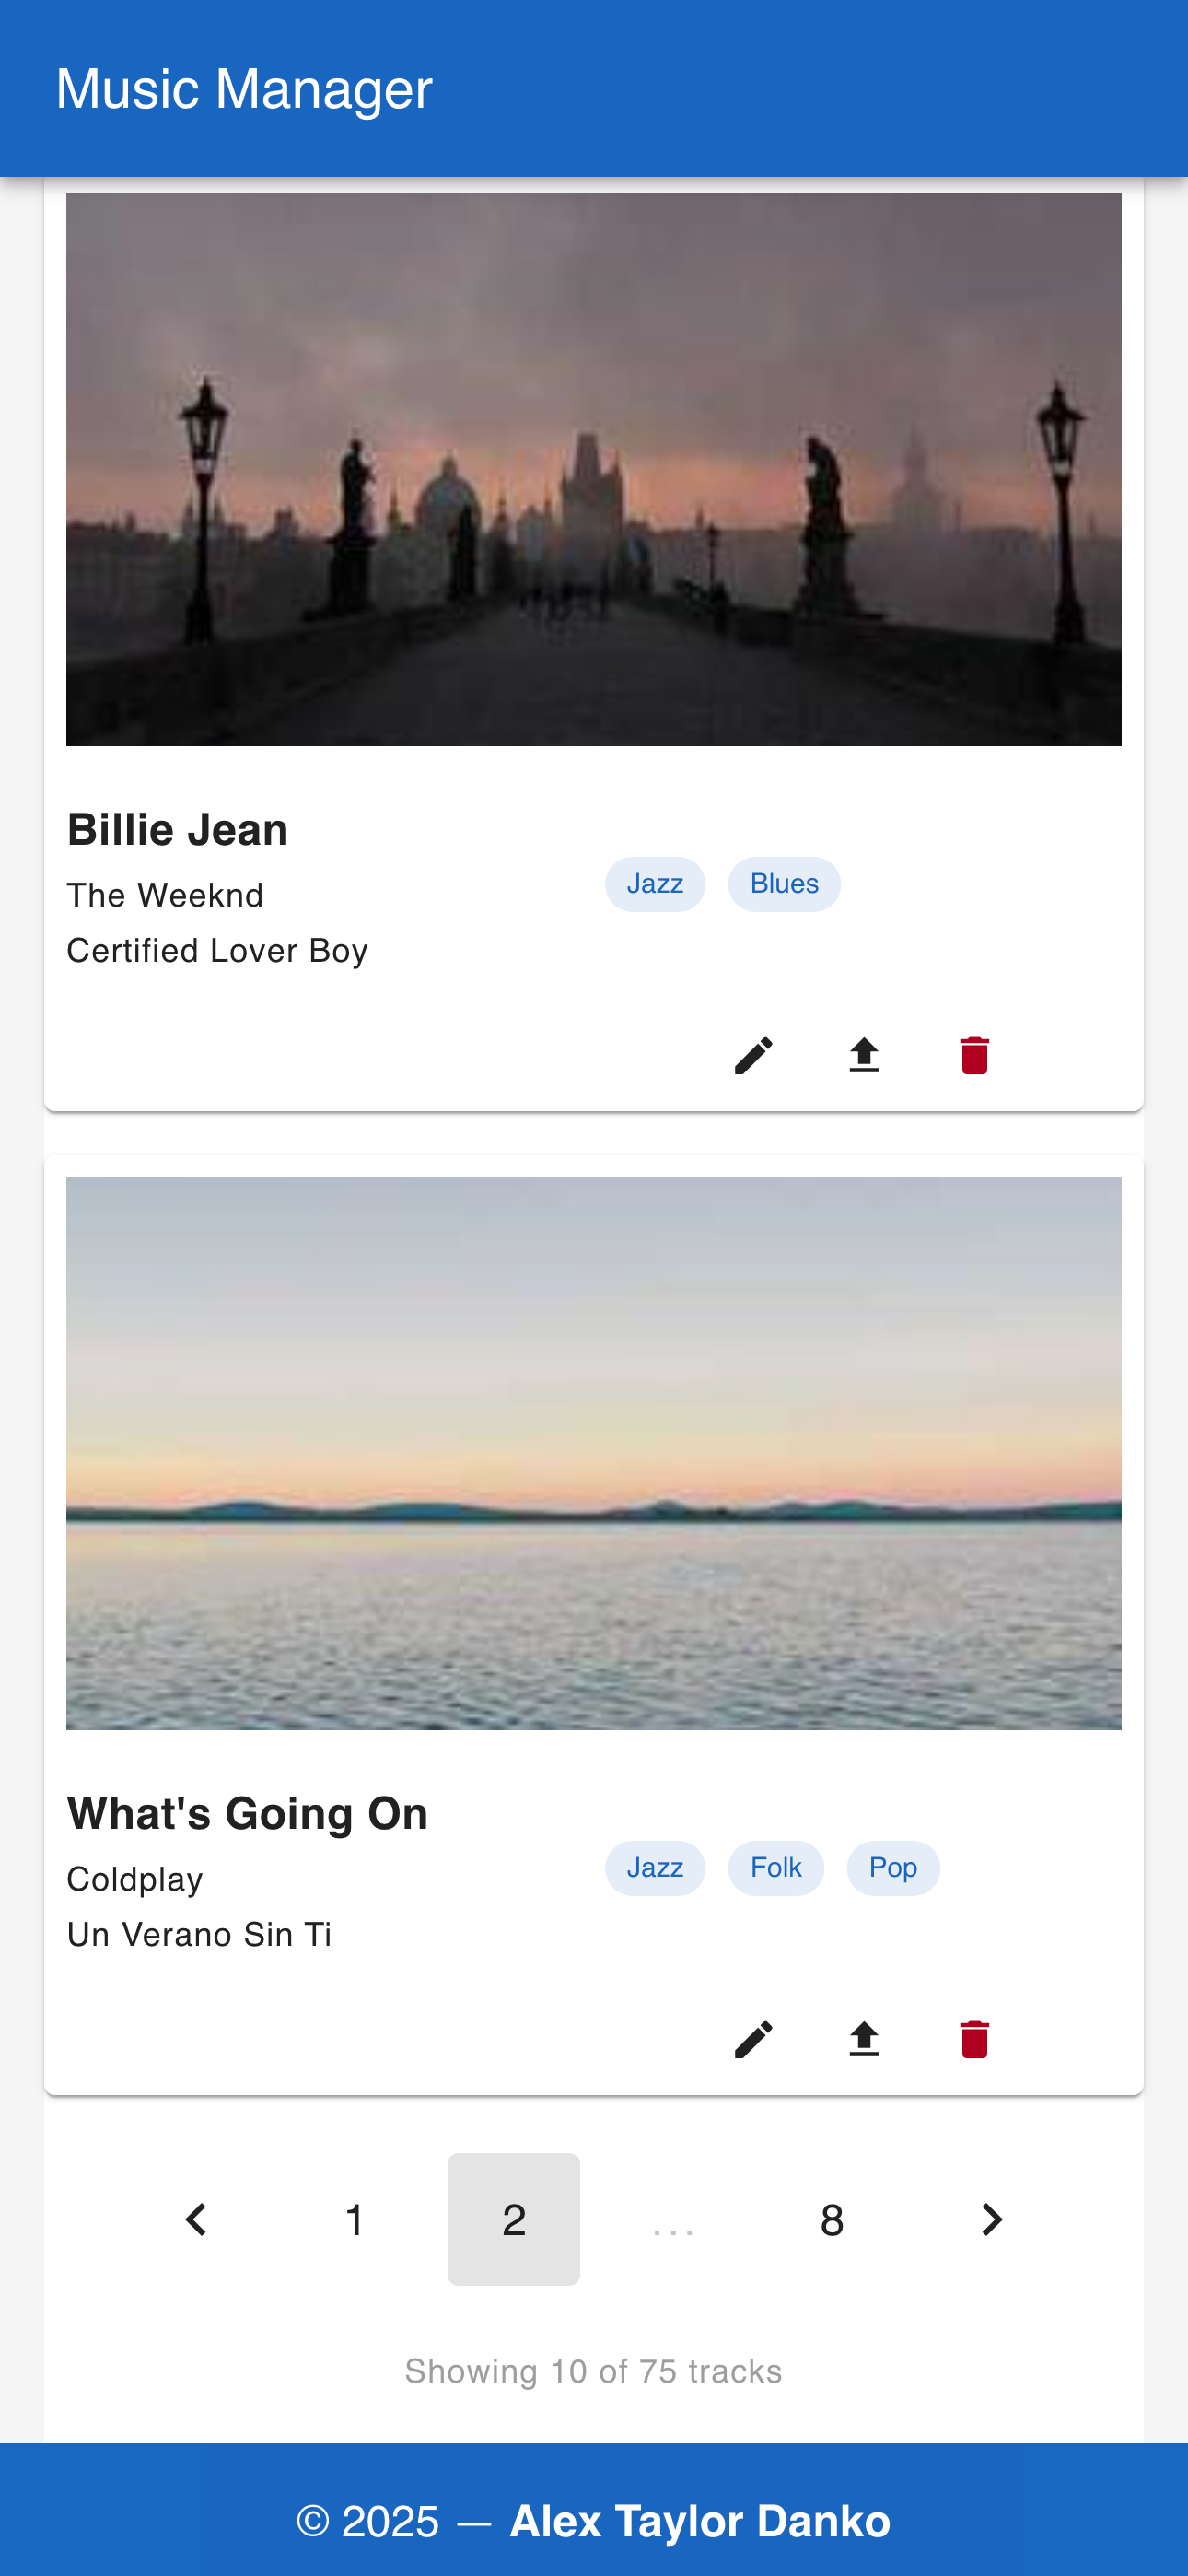 Music Manager
Billie Jean
The Weeknd
Certified Lover Boy
Jazz Blues
What's Going On
Coldplay
Un Verano Sin Ti
Jazz Folk Pop
1 2 ... 8
Showing 10 of 75 tracks
© 2025 — Alex Taylor Danko